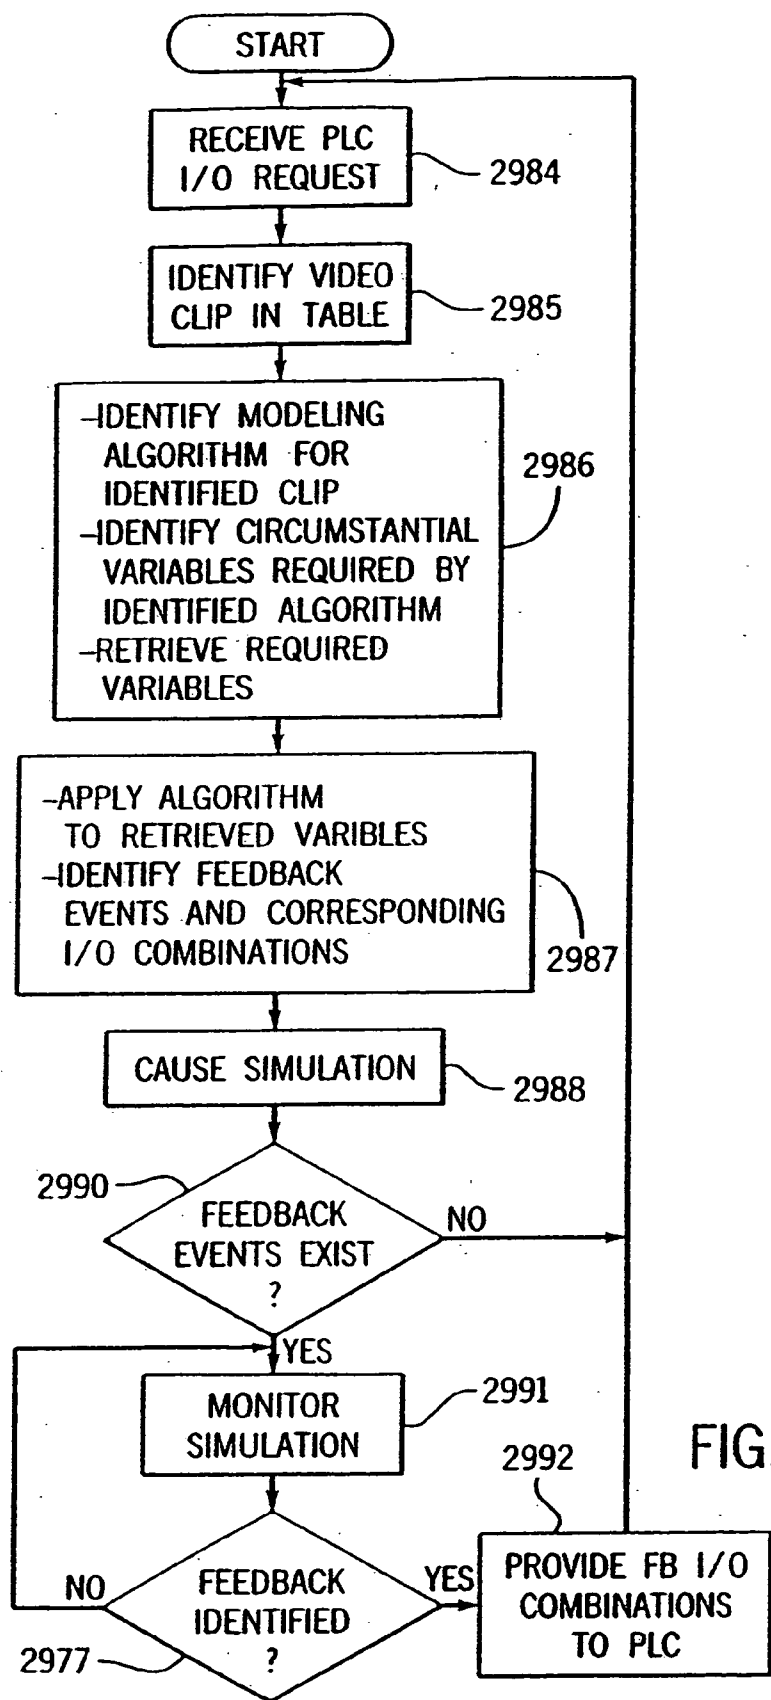 START
RECEIVE PLC
I/O REQUEST
2984
IDENTIFY VIDEO
CLIP IN TABLE
2985
-IDENTIFY MODELING
ALGORITHM FOR
IDENTIFIED CLIP
-IDENTIFY CIRCUMSTANTIAL
VARIABLES REQUIRED BY
IDENTIFIED ALGORITHM
-RETRIEVE REQUIRED
VARIABLES
2986
-APPLY ALGORITHM
TO RETRIEVED VARIBLES
-IDENTIFY FEEDBACK
EVENTS AND CORRESPONDING
I/O COMBINATIONS
2987
CAUSE SIMULATION
2988
2990
FEEDBACK
EVENTS EXIST
?
NO
YES
MONITOR
SIMULATION
2991
FIG.
2992
NO
FEEDBACK
IDENTIFIED
?
YES
2977
PROVIDE FB I/O
COMBINATIONS
TO PLC